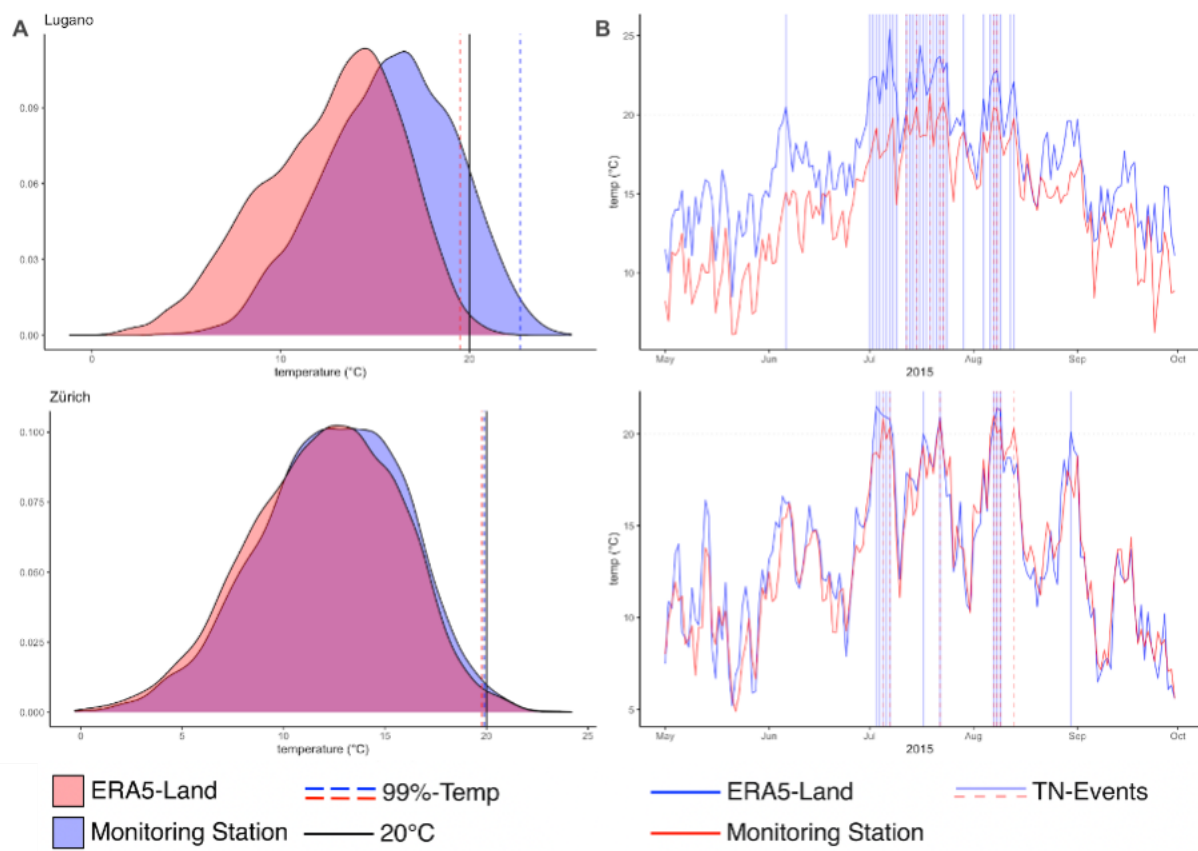 A
Lugano
0.09
0.06
0.03
0.00
0
10
20
temperature (°C)
B
25
20
15
10
temp (°C)
May
Jun
Jul
Aug
Sep
Oct
2015
Zürich
0.100
0.075
0.050
0.025
0.000
0
5
10
15
20
25
temperature (°C)
20
15
10
5
temp (°C)
May
Jun
Jul
Aug
Sep
Oct
2015
ERA5-Land
99%-Temp
Monitoring Station
20°C
ERA5-Land
TN-Events
Monitoring Station